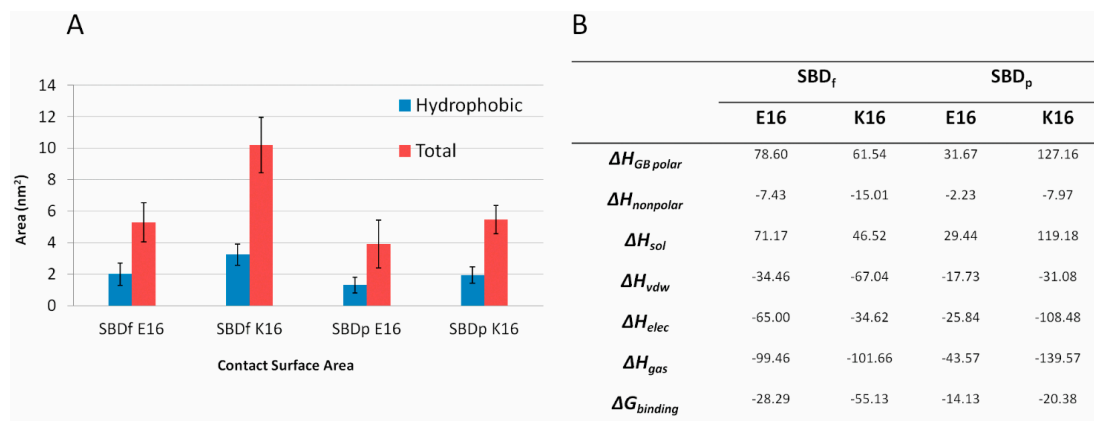 A
14
12
10
8
6
4
2
0
Area (nm²)
Hydrophobic
Total
SBDf E16 SBDf K16 SBDp E16 SBDp K16
Contact Surface Area
B
SBDf SBDp
E16 K16 E16 K16
ΔHGB polar 78.60 61.54 31.67 127.16
ΔHnonpolar -7.43 -15.01 -2.23 -7.97
ΔHsol 71.17 46.52 29.44 119.18
ΔHvdw -34.46 -67.04 -17.73 -31.08
ΔHelec -65.00 -34.62 -25.84 -108.48
ΔHgas -99.46 -101.66 -43.57 -139.57
ΔGbinding -28.29 -55.13 -14.13 -20.38